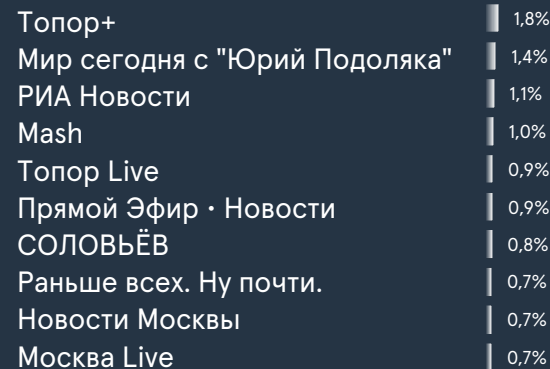 Топор+ 1,8%
Мир сегодня с "Юрий Подоляка" 1,4%
РИА Новости 1,1%
Mash 1,0%
Топор Live 0,9%
Прямой Эфир • Новости 0,9%
СОЛОВЬЁВ 0,8%
Раньше всех. Ну почти. 0,7%
Новости Москвы 0,7%
Москва Live 0,7%